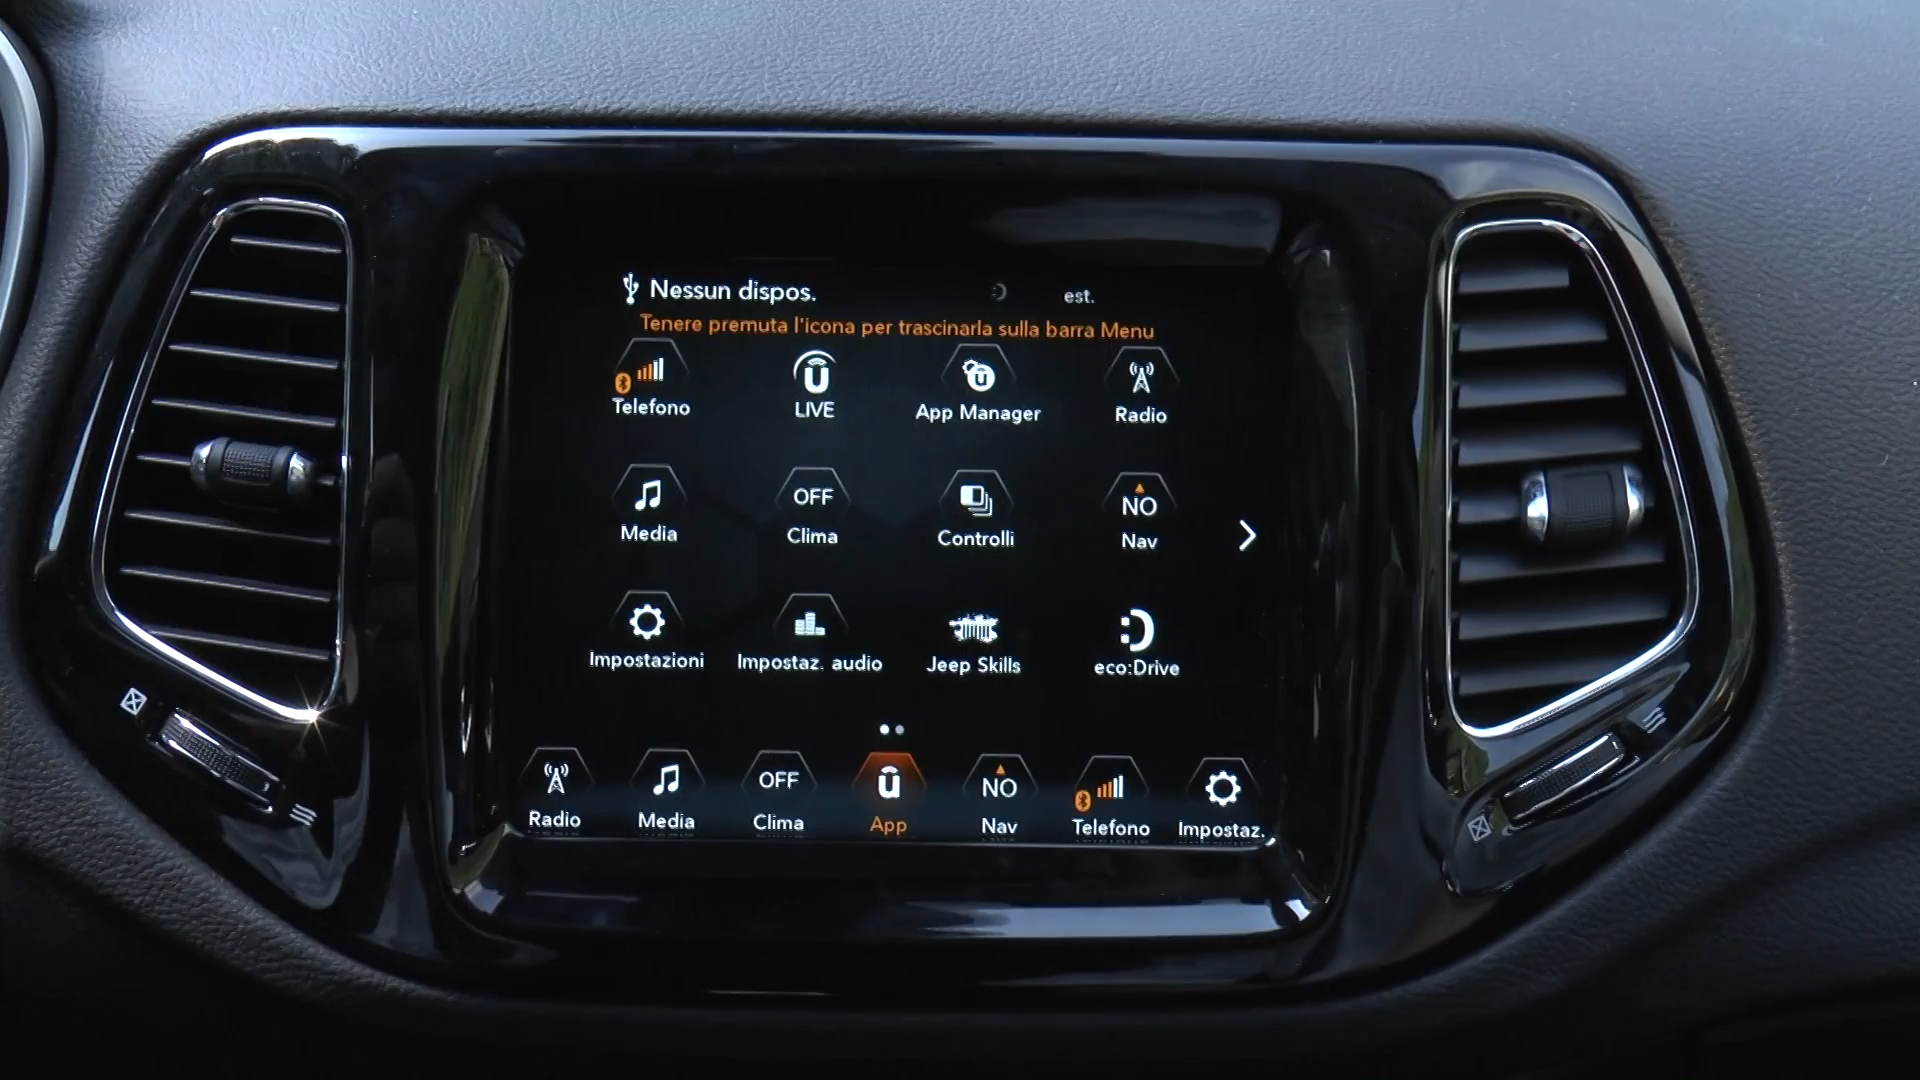 Nessun dispos. est.
Tenere premuta l'icona per trascinarla sulla barra Menu
Telefono LIVE App Manager Radio
OFF NO
Media Clima Controlli Nav
Impostazioni Impostaz. audio Jeep Skills eco:Drive
OFF NO
Radio Media Clima App Nav Telefono Impostaz.